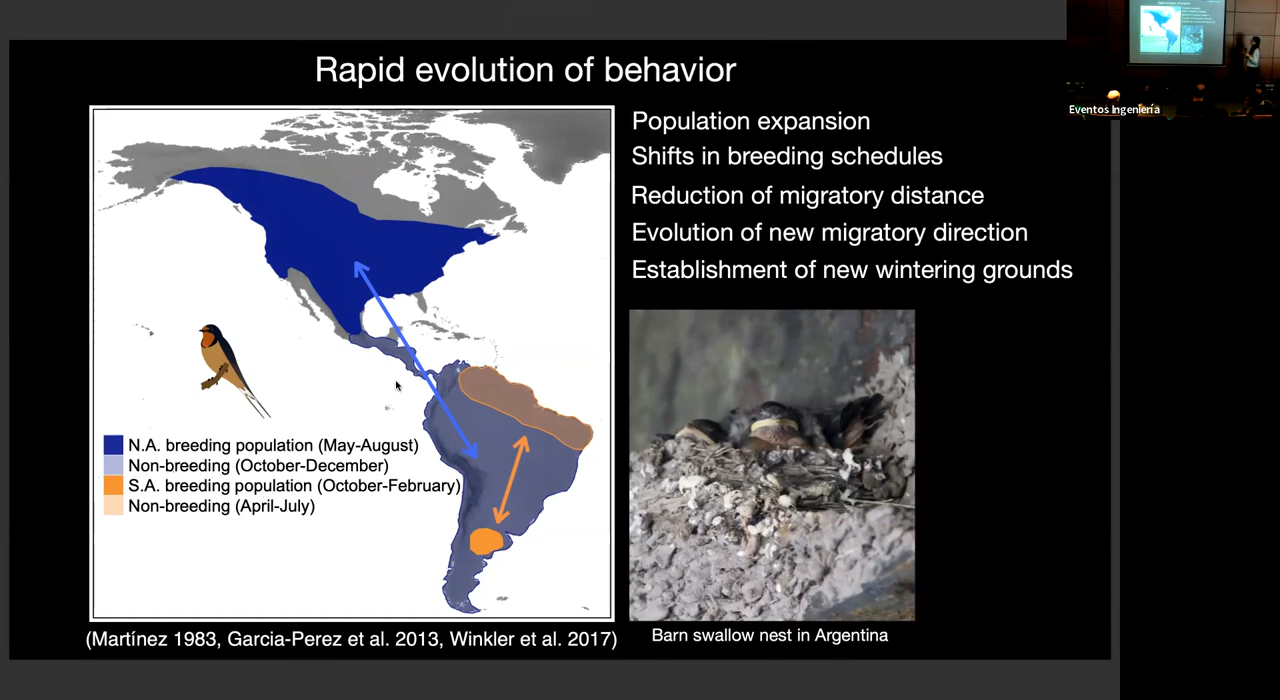 Rapid evolution of behavior
Eventos Ingeniería
Population expansion
Shifts in breeding schedules
Reduction of migratory distance
Evolution of new migratory direction
Establishment of new wintering grounds
N.A. breeding population (May-August)
Non-breeding (October-December)
S.A. breeding population (October-February)
Non-breeding (April-July)
(Martínez 1983, Garcia-Perez et al. 2013, Winkler et al. 2017)
Barn swallow nest in Argentina